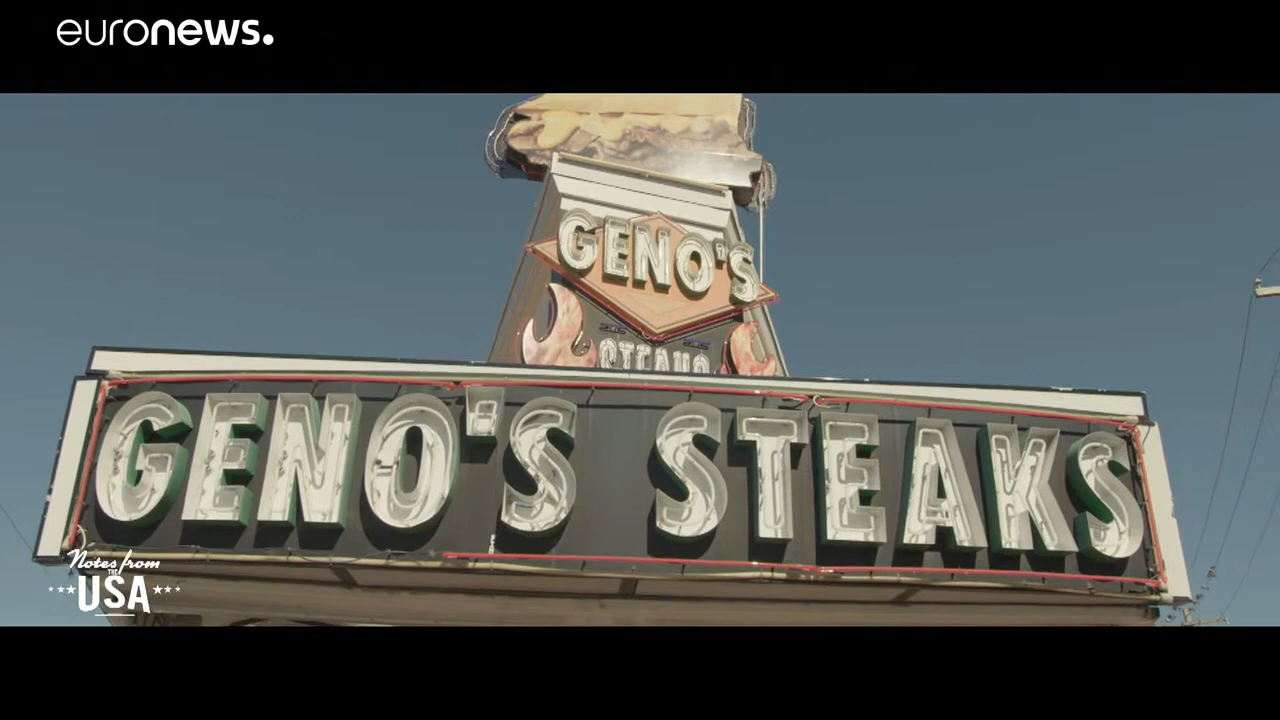 euronews.
GENO'S
STEAKS
GENO'S STEAKS
Notes from
THE
USA